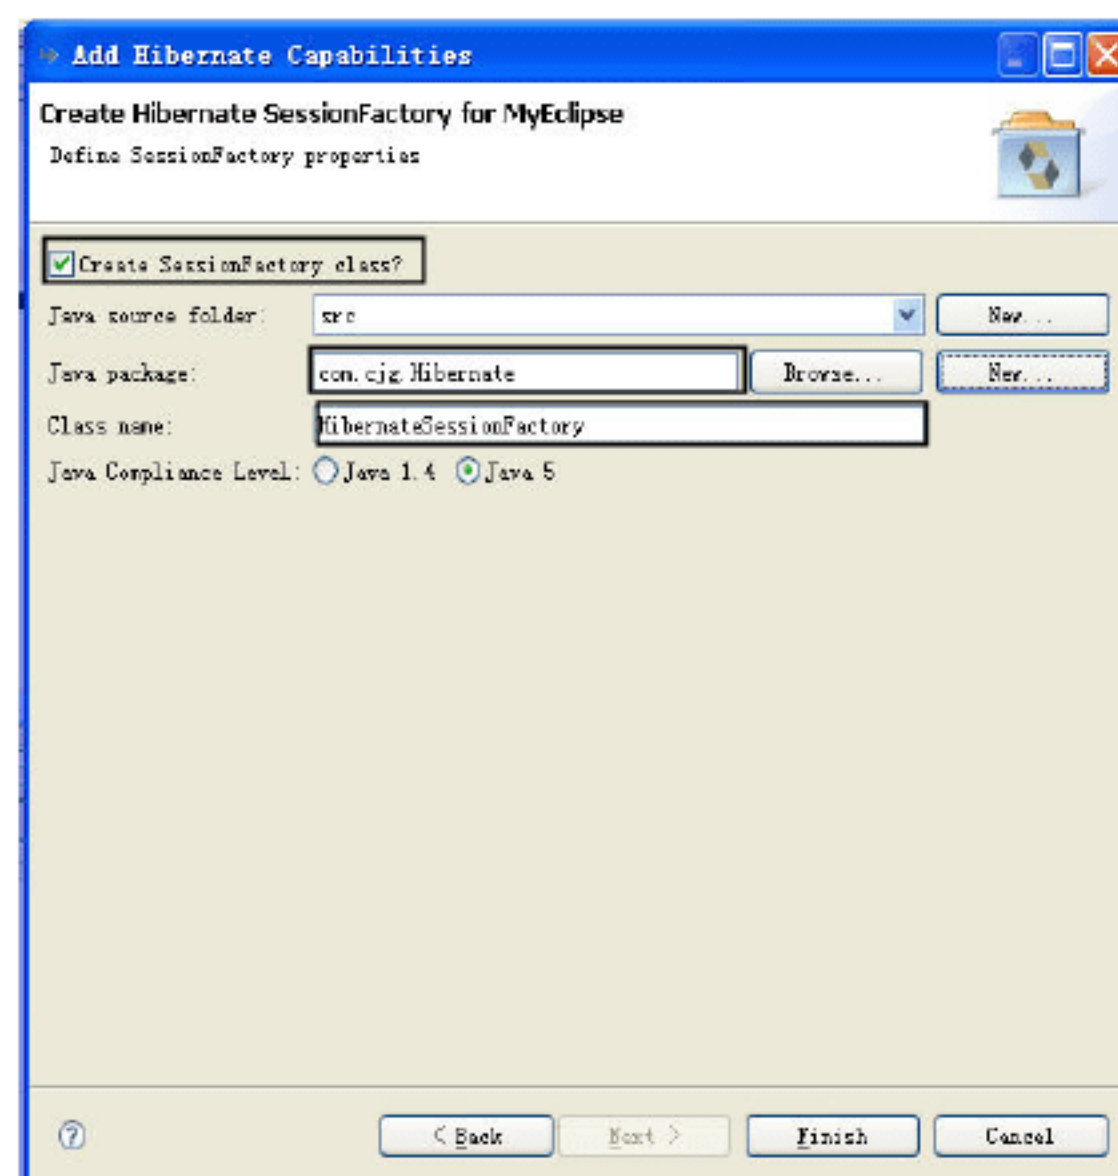 Add Hibernate Capabilities
Create Hibernate SessionFactory for MyEclipse
Define SessionFactory properties
Create SessionFactory class?
Java source folder: src New...
Java package: com.cjg.Hibernate Browse... New...
Class name: HibernateSessionFactory
Java Compliance Level: Java 1.4 Java 5
< Back Next > Finish Cancel